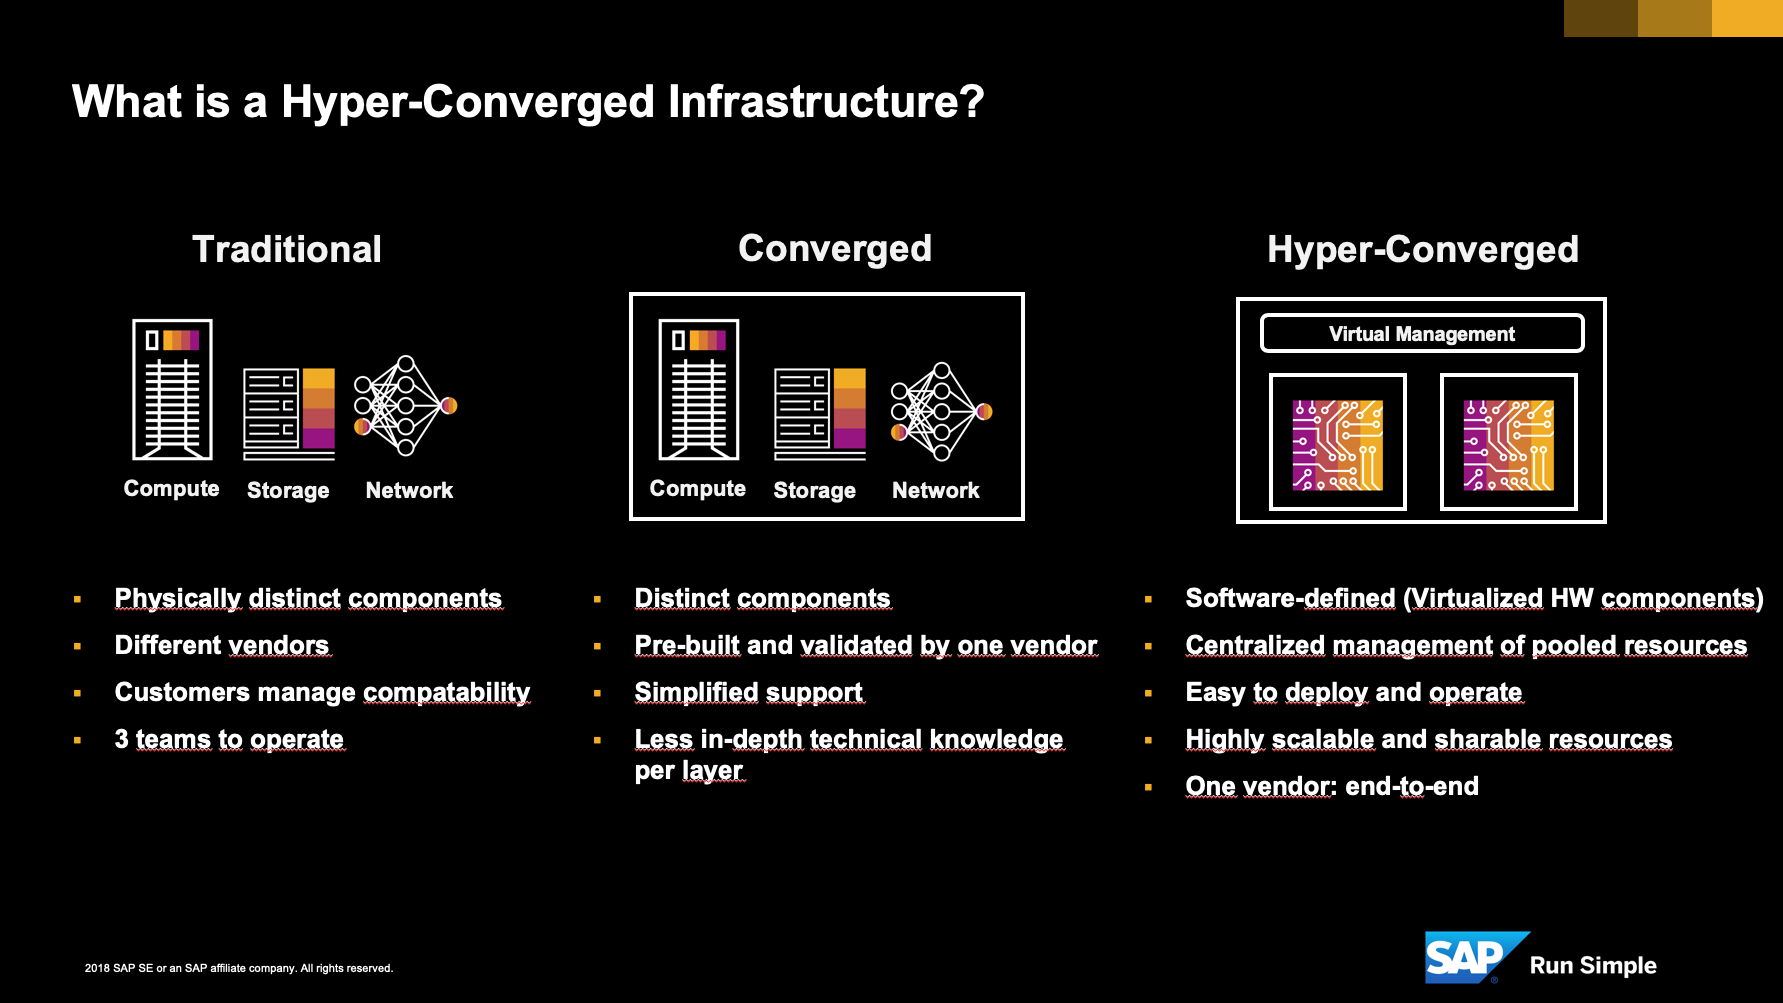 What is a Hyper-Converged Infrastructure?
Traditional
Compute
Storage
Network
Physically distinct components
Different vendors
Customers manage compatability
3 teams to operate
Converged
Compute
Storage
Network
Distinct components
Pre-built and validated by one vendor
Simplified support
Less in-depth technical knowledge
per layer
Hyper-Converged
Virtual Management
Software-defined (Virtualized HW components)
Centralized management of pooled resources
Easy to deploy and operate
Highly scalable and sharable resources
One vendor: end-to-end
2018 SAP SE or an SAP affiliate company. All rights reserved.
SAP ®
Run Simple